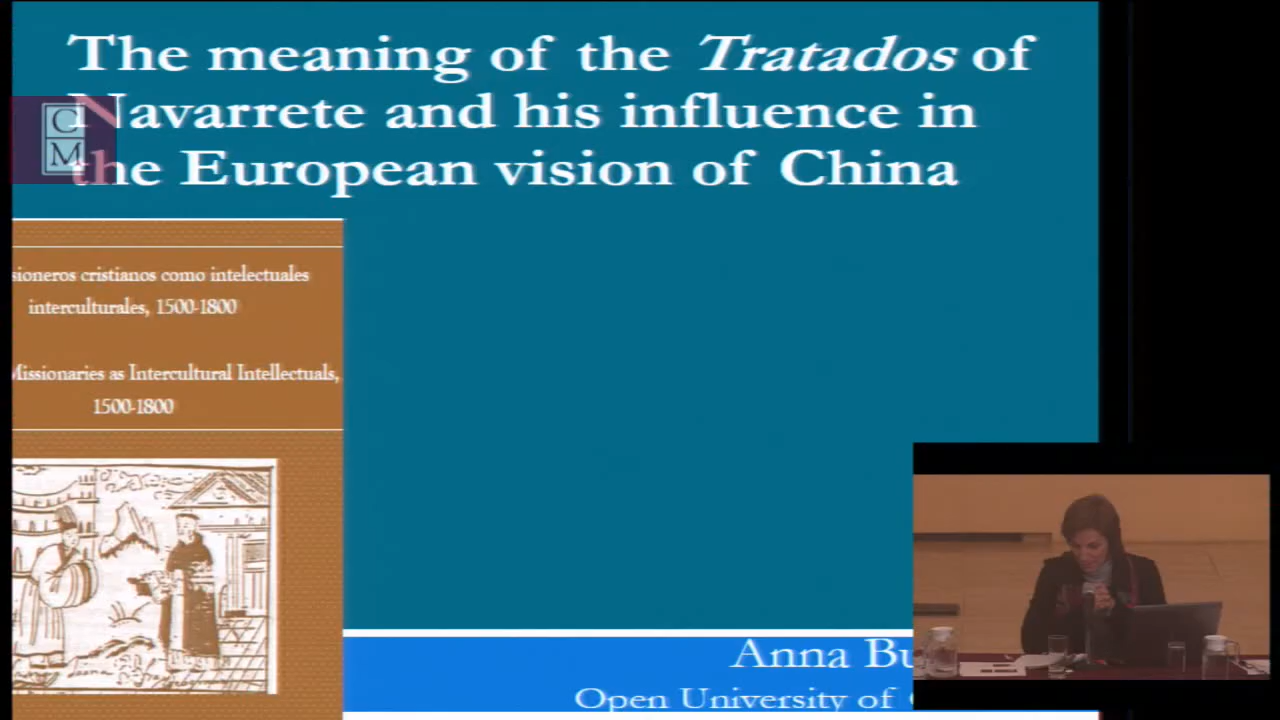 The meaning of the Tratados of
Navarrete and his influence in
the European vision of China
C
M
sioneros cristianos como intelectuales
interculturales, 1500-1800
Missionaries as Intercultural Intellectuals,
1500-1800
Anna Bu
Open University of